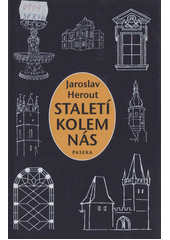 Jaroslav
Herout
STALETÍ
KOLEM
NÁS
PASEKA